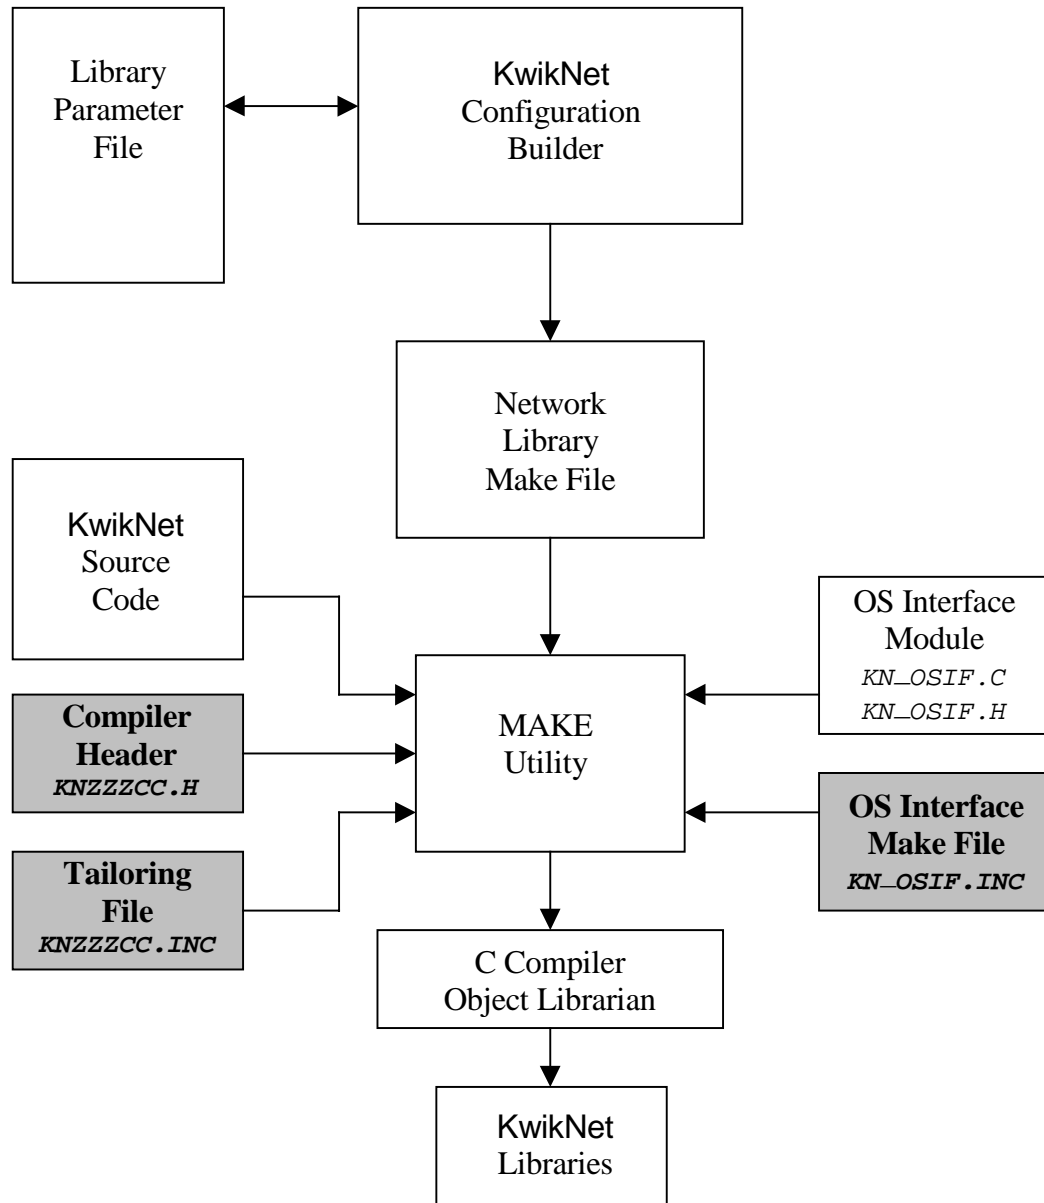 Library
Parameter
File
KwikNet
Configuration
Builder
Network
Library
Make File
KwikNet
Source
Code
OS Interface
Module
KN_OSIF.C
KN_OSIF.H
Compiler
Header
KNZZZCC.H
MAKE
Utility
OS Interface
Make File
KN_OSIF.INC
Tailoring
File
KNZZZCC.INC
C Compiler
Object Librarian
KwikNet
Libraries